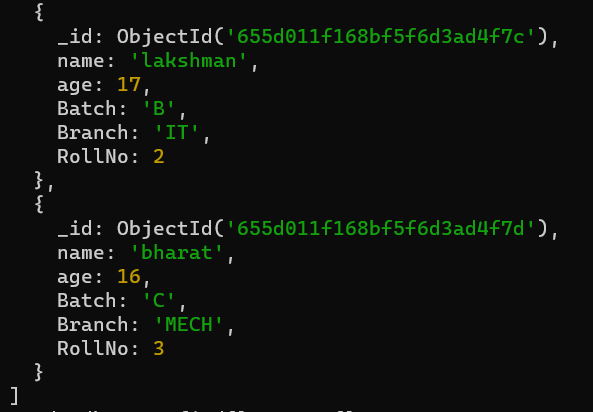 {
_id: ObjectId('655d011f168bf5f6d3ad4f7c'),
name: 'lakshman',
age: 17,
Batch: 'B',
Branch: 'IT',
RollNo: 2
},
{
_id: ObjectId('655d011f168bf5f6d3ad4f7d'),
name: 'bharat',
age: 16,
Batch: 'C',
Branch: 'MECH',
RollNo: 3
}
]